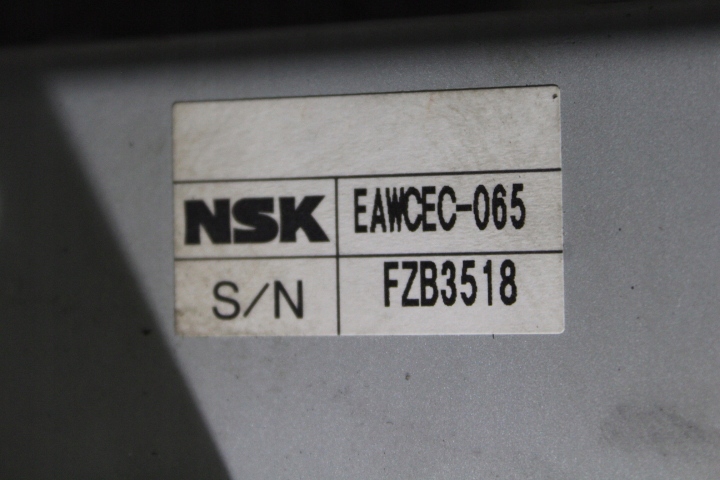 NSK EAWCEC-065
S/N FZB3518